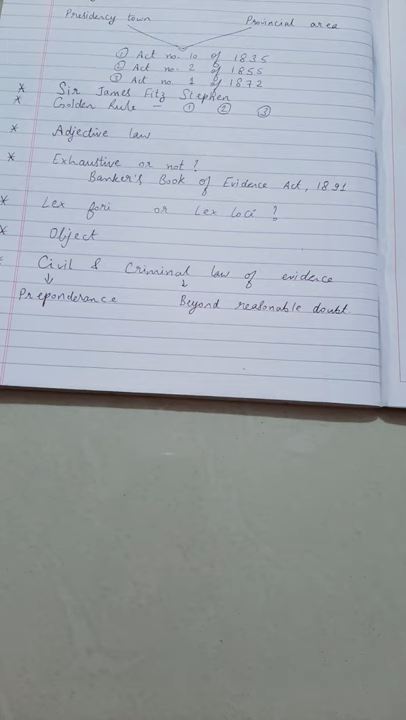 Presidency town Provincial area
① Act no. 10 of 1835
② Act no. 2 of 1855
③ Act no. 1 of 1872
* Sir James Fitz Stephen
* Golden Rule - ① ② ③
* Adjective law
* Exhaustive or not?
Banker's Book of Evidence Act, 1891
* Lex fori or Lex Loci?
* Object
Civil & Criminal law of evidence
↓ ↓
Preponderance Beyond reasonable doubt